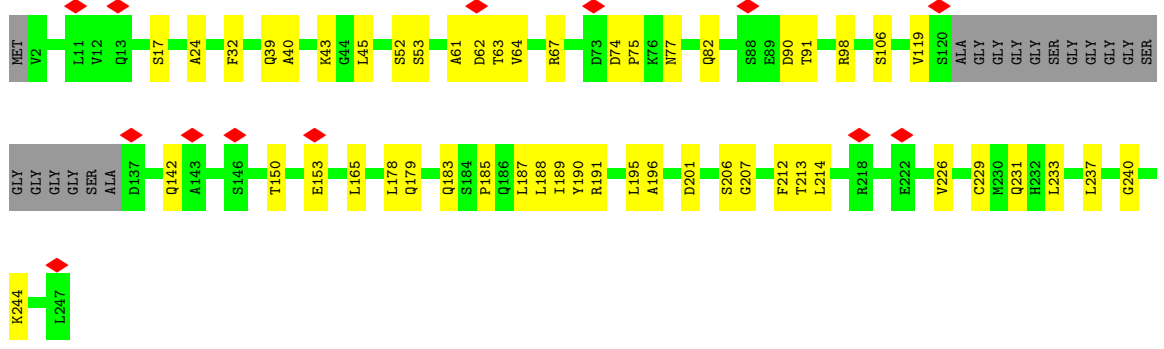 MET V2 L11 V12 Q13 S17 A24 F32 Q39 A40 K43 G44 L45 S52 S53 A61 D62 T63 V64 R67 D73 D74 P75 K76 N77 Q82 S88 E89 D90 T91 R98 S106 V119 S120 ALA GLY GLY GLY GLY SER GLY GLY GLY GLY SER
GLY GLY GLY GLY SER ALA D137 Q142 A143 S146 T150 E153 L165 L178 Q179 Q183 S184 P185 Q186 L187 L188 I189 Y190 R191 L195 A196 D201 S206 G207 F212 T213 L214 R218 E222 V226 G229 M230 Q231 H232 L233 L237 G240
K244 L247